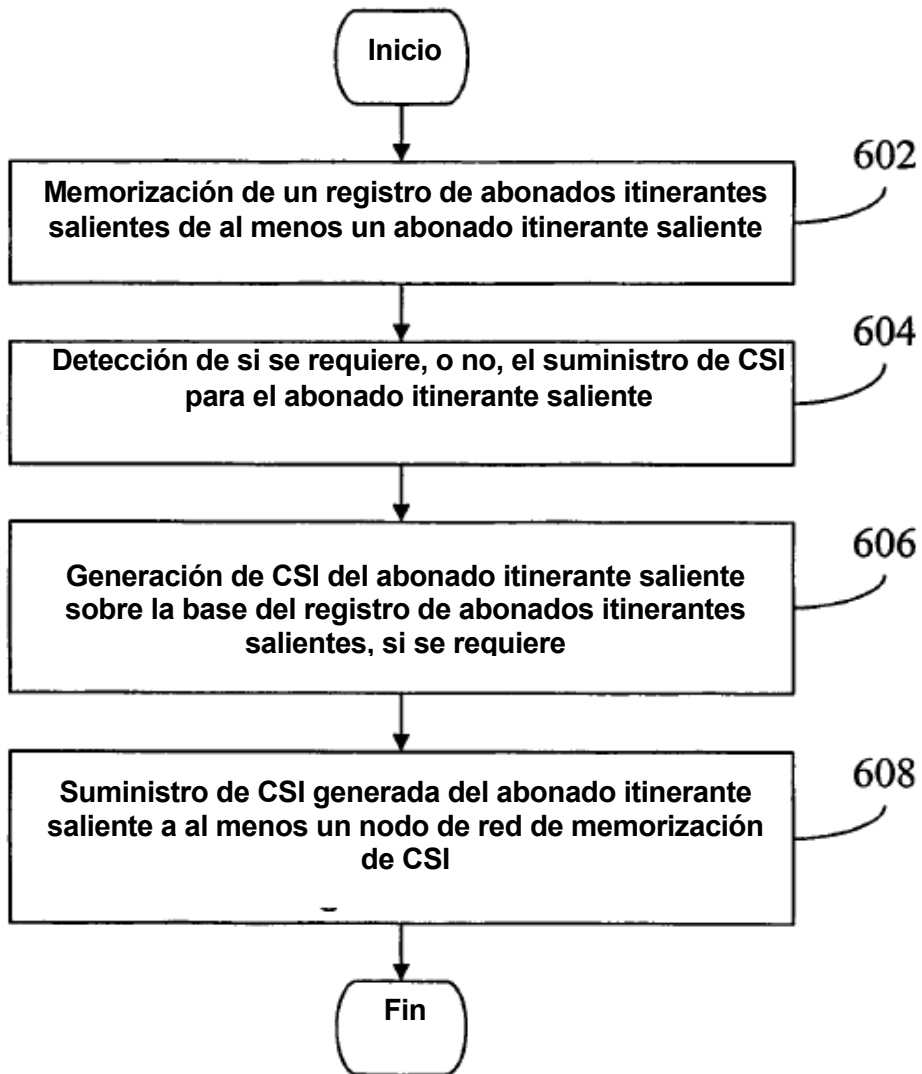 Inicio
602
Memorización de un registro de abonados itinerantes
salientes de al menos un abonado itinerante saliente
604
Detección de si se requiere, o no, el suministro de CSI
para el abonado itinerante saliente
606
Generación de CSI del abonado itinerante saliente
sobre la base del registro de abonados itinerantes
salientes, si se requiere
608
Suministro de CSI generada del abonado itinerante
saliente a al menos un nodo de red de memorización
de CSI
Fin